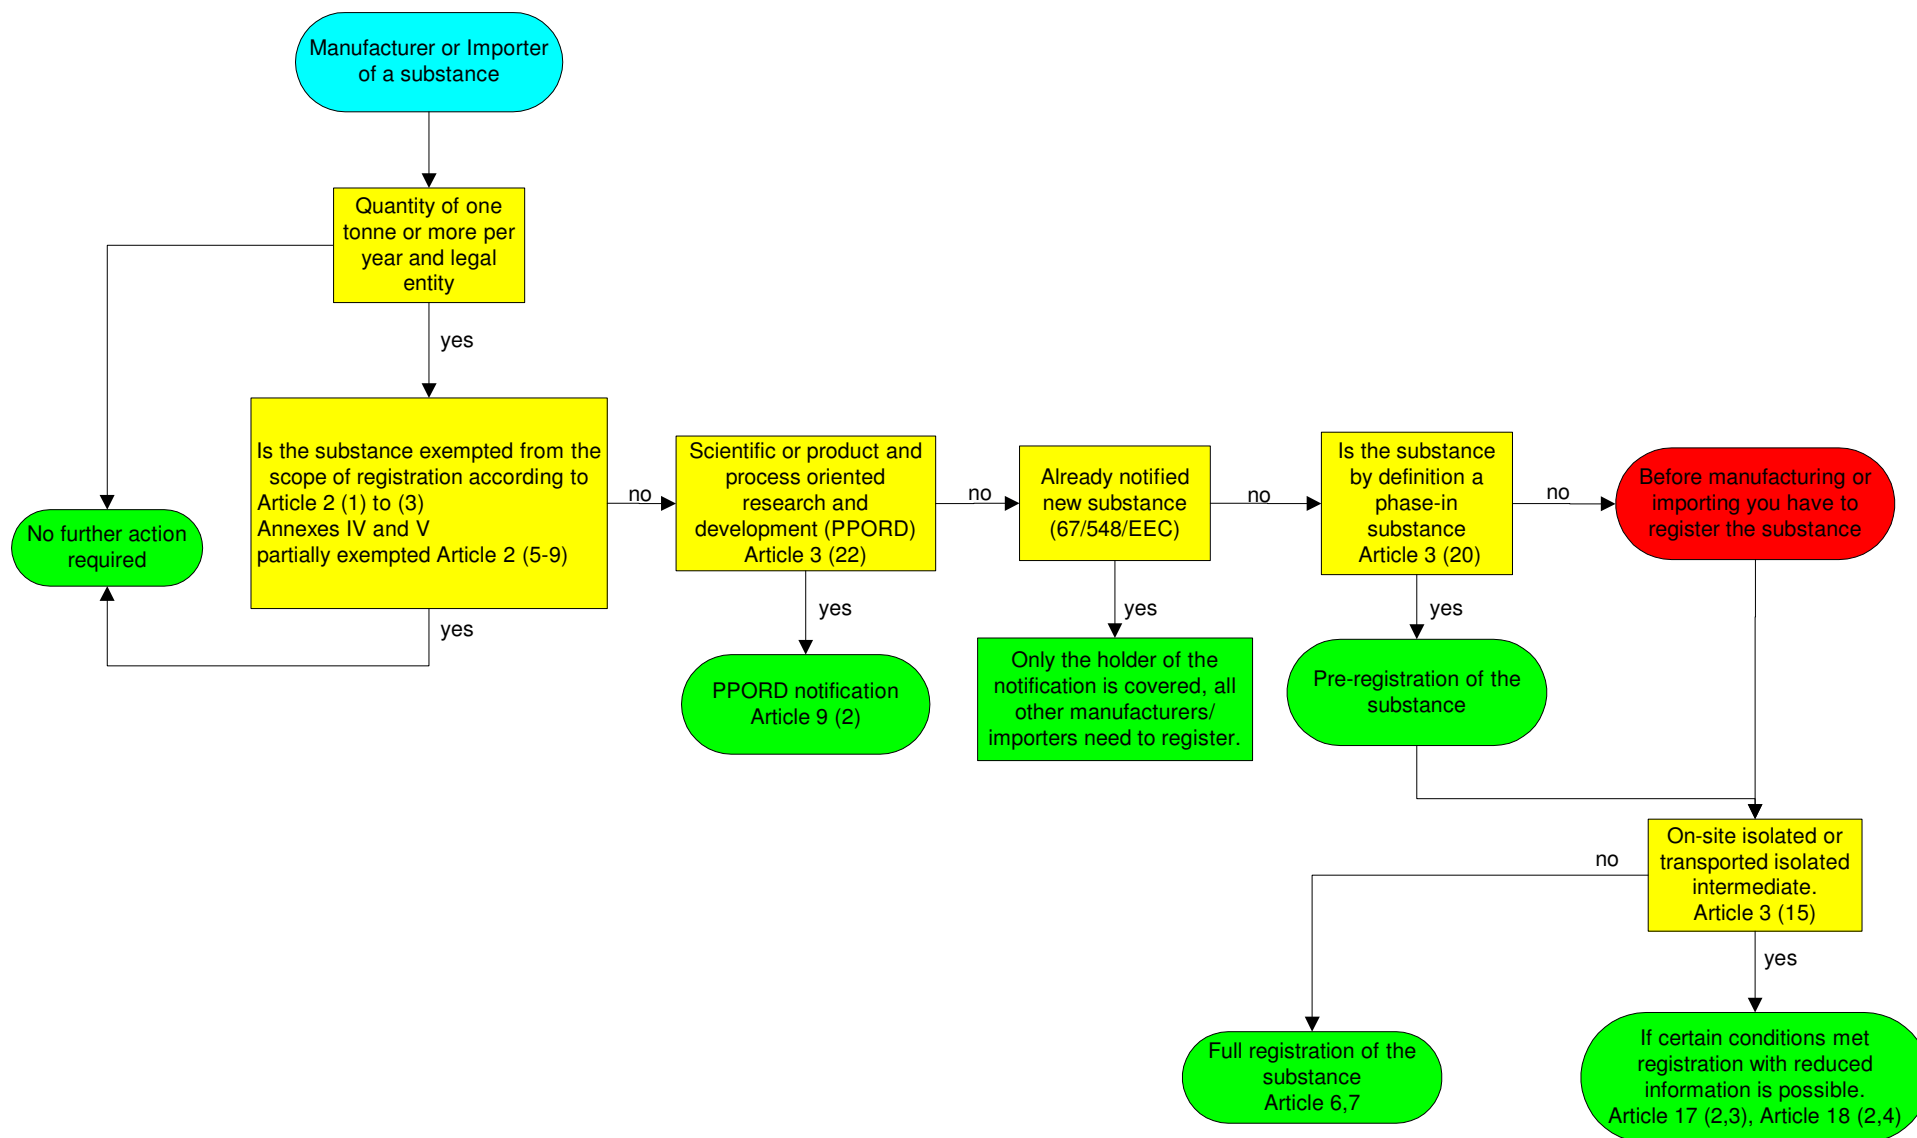 Manufacturer or Importer
of a substance
Quantity of one
tonne or more per
year and legal
entity
yes
Is the substance exempted from the
scope of registration according to
Article 2 (1) to (3)
Annexes IV and V
partially exempted Article 2 (5-9)
yes
No further action
required
no
Scientific or product and
process oriented
research and
development (PPORD)
Article 3 (22)
yes
PPORD notification
Article 9 (2)
no
Already notified
new substance
(67/548/EEC)
yes
Only the holder of the
notification is covered, all
other manufacturers/
importers need to register.
no
Is the substance
by definition a
phase-in
substance
Article 3 (20)
yes
Pre-registration of the
substance
no
Before manufacturing or
importing you have to
register the substance
On-site isolated or
transported isolated
intermediate.
Article 3 (15)
no
Full registration of the
substance
Article 6,7
yes
If certain conditions met
registration with reduced
information is possible.
Article 17 (2,3), Article 18 (2,4)